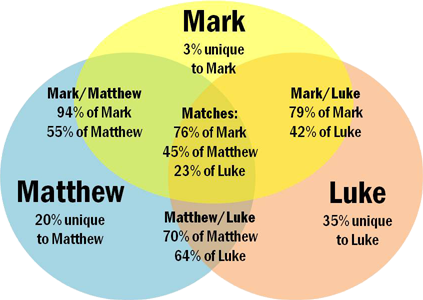 Mark
3% unique
to Mark
Mark/Matthew
94% of Mark
55% of Matthew
Matches:
76% of Mark
45% of Matthew
23% of Luke
Mark/Luke
79% of Mark
42% of Luke
Matthew
20% unique
to Matthew
Matthew/Luke
70% of Matthew
64% of Luke
Luke
35% unique
to Luke